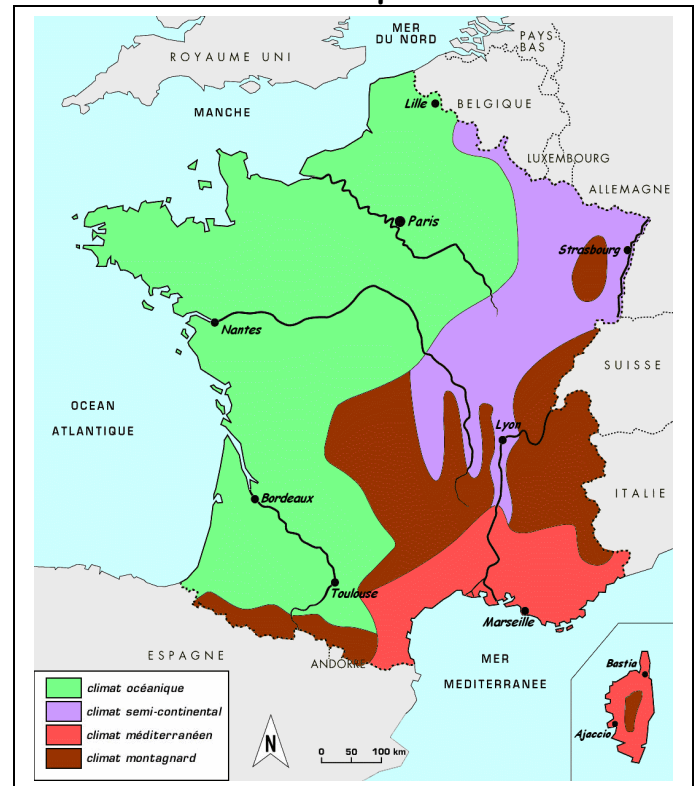 MER
DU NORD
PAYS
BAS
ROYAUME UNI
Lille
BELGIQUE
MANCHE
LUXEMBOURG
ALLEMAGNE
Paris
Strasbourg
Nantes
SUISSE
OCEAN
ATLANTIQUE
Lyon
Bordeaux
ITALIE
Toulouse
Marseille
ESPAGNE
ANDORRE
MER
MEDITERRANEE
Bastia
Ajaccio
climat océanique
climat semi-continental
climat méditerranéen
climat montagnard
N
0 50 100 km